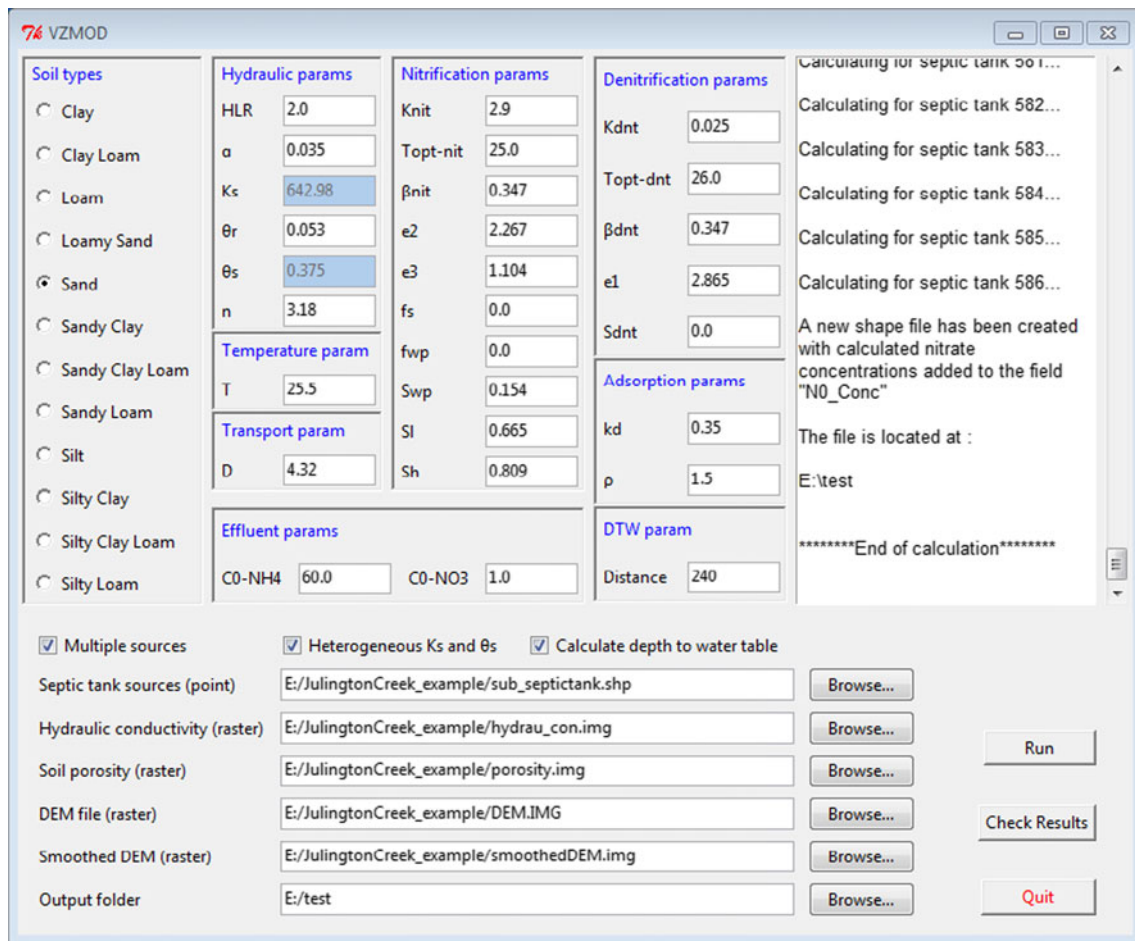 VZMOD
Soil types
Clay
Clay Loam
Loam
Loamy Sand
Sand
Sandy Clay
Sandy Clay Loam
Sandy Loam
Silt
Silty Clay
Silty Clay Loam
Silty Loam
Hydraulic params
HLR 2.0
α 0.035
Ks 642.98
θr 0.053
θs 0.375
n 3.18
Temperature param
T 25.5
Transport param
D 4.32
Nitrification params
Knit 2.9
Topt-nit 25.0
βnit 0.347
e2 2.267
e3 1.104
fs 0.0
fwp 0.0
Swp 0.154
Sl 0.665
Sh 0.809
Effluent params
C0-NH4 60.0 C0-NO3 1.0
Denitrification params
Kdnt 0.025
Topt-dnt 26.0
βdnt 0.347
e1 2.865
Sdnt 0.0
Adsorption params
kd 0.35
ρ 1.5
DTW param
Distance 240
Calculating for septic tank 581...
Calculating for septic tank 582...
Calculating for septic tank 583...
Calculating for septic tank 584...
Calculating for septic tank 585...
Calculating for septic tank 586...
A new shape file has been created
with calculated nitrate
concentrations added to the field
"N0_Conc"
The file is located at :
E:\test
********End of calculation********
Multiple sources Heterogeneous Ks and θs Calculate depth to water table
Septic tank sources (point) E:/JulingtonCreek_example/sub_septictank.shp Browse...
Hydraulic conductivity (raster) E:/JulingtonCreek_example/hydrau_con.img Browse...
Soil porosity (raster) E:/JulingtonCreek_example/porosity.img Browse...
DEM file (raster) E:/JulingtonCreek_example/DEM.IMG Browse...
Smoothed DEM (raster) E:/JulingtonCreek_example/smoothedDEM.img Browse...
Output folder E:/test Browse...
Run
Check Results
Quit